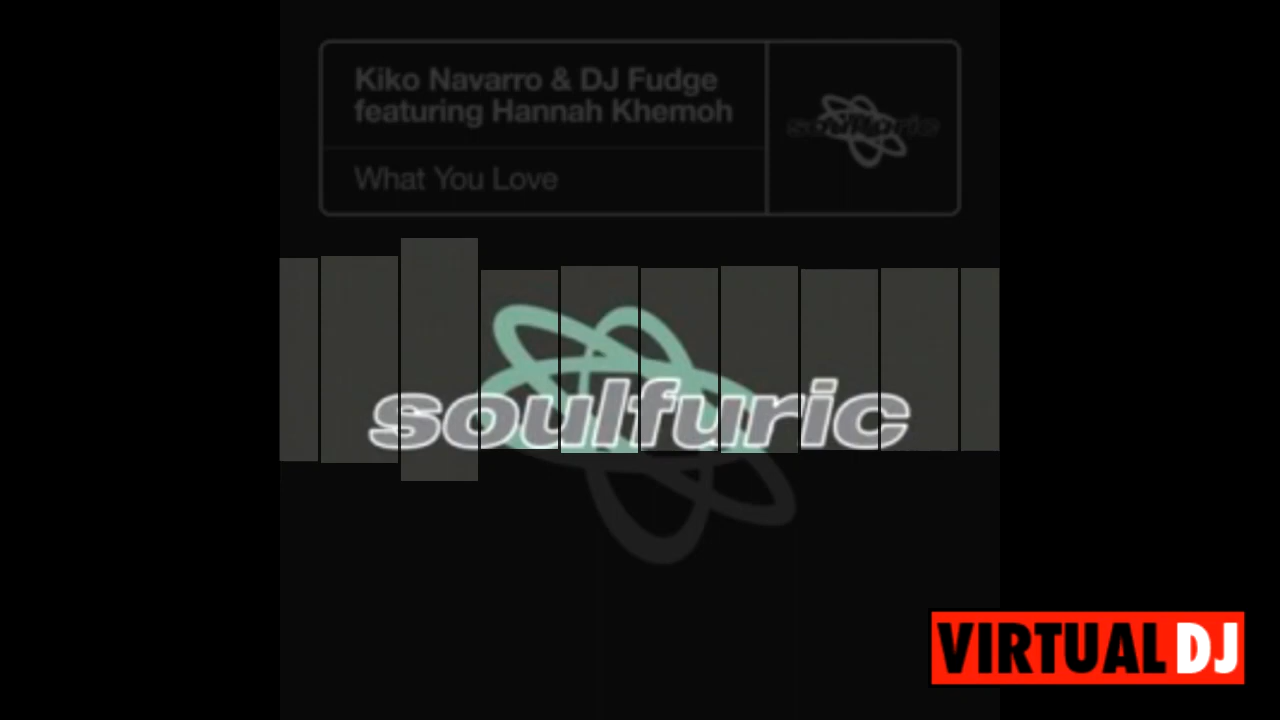 Kiko Navarro & DJ Fudge
featuring Hannah Khemoh
soulfuric
What You Love
soulfuric
VIRTUAL DJ